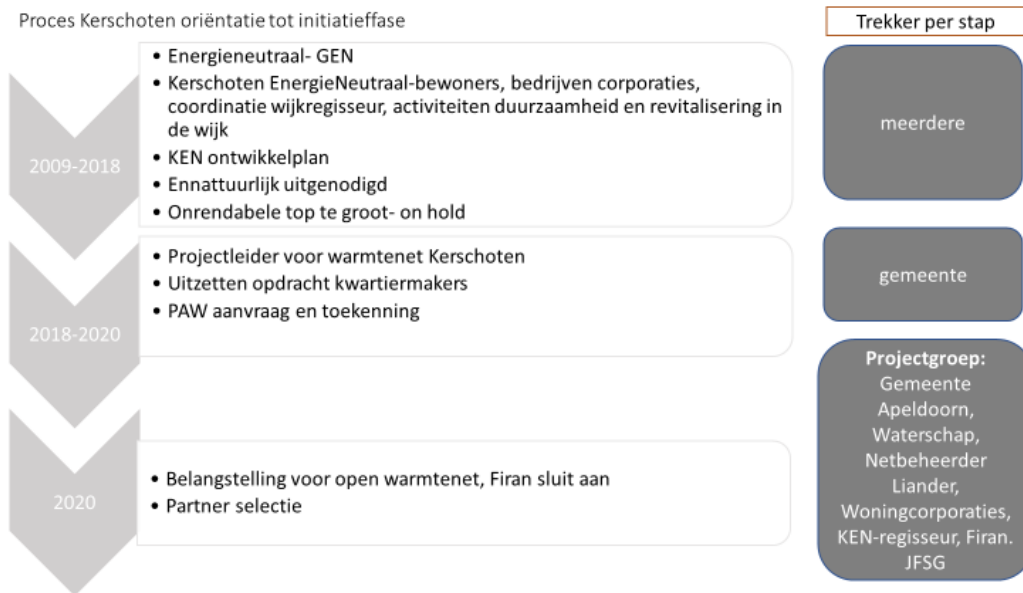 Proces Kerschoten oriëntatie tot initiatieffase
Trekker per stap
2009-2018
• Energieneutraal- GEN
• Kerschoten EnergieNeutraal-bewoners, bedrijven corporaties,
coordinatie wijkregisseur, activiteiten duurzaamheid en revitalisering in
de wijk
• KEN ontwikkelplan
• Ennattuurlijk uitgenodigd
• Onrendabele top te groot- on hold
meerdere
2018-2020
• Projectleider voor warmtenet Kerschoten
• Uitzetten opdracht kwartiermakers
• PAW aanvraag en toekenning
gemeente
2020
• Belangstelling voor open warmtenet, Firan sluit aan
• Partner selectie
Projectgroep:
Gemeente
Apeldoorn,
Waterschap,
Netbeheerder
Liander,
Woningcorporaties,
KEN-regisseur, Firan.
JFSG